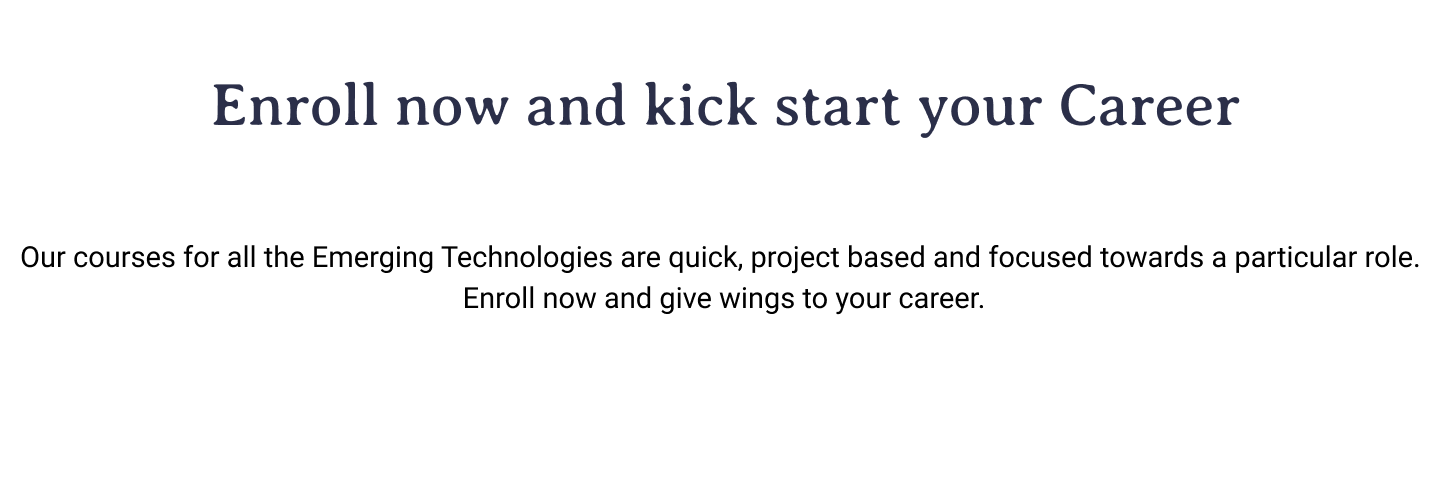 Enroll now and kick start your Career
Our courses for all the Emerging Technologies are quick, project based and focused towards a particular role.
Enroll now and give wings to your career.